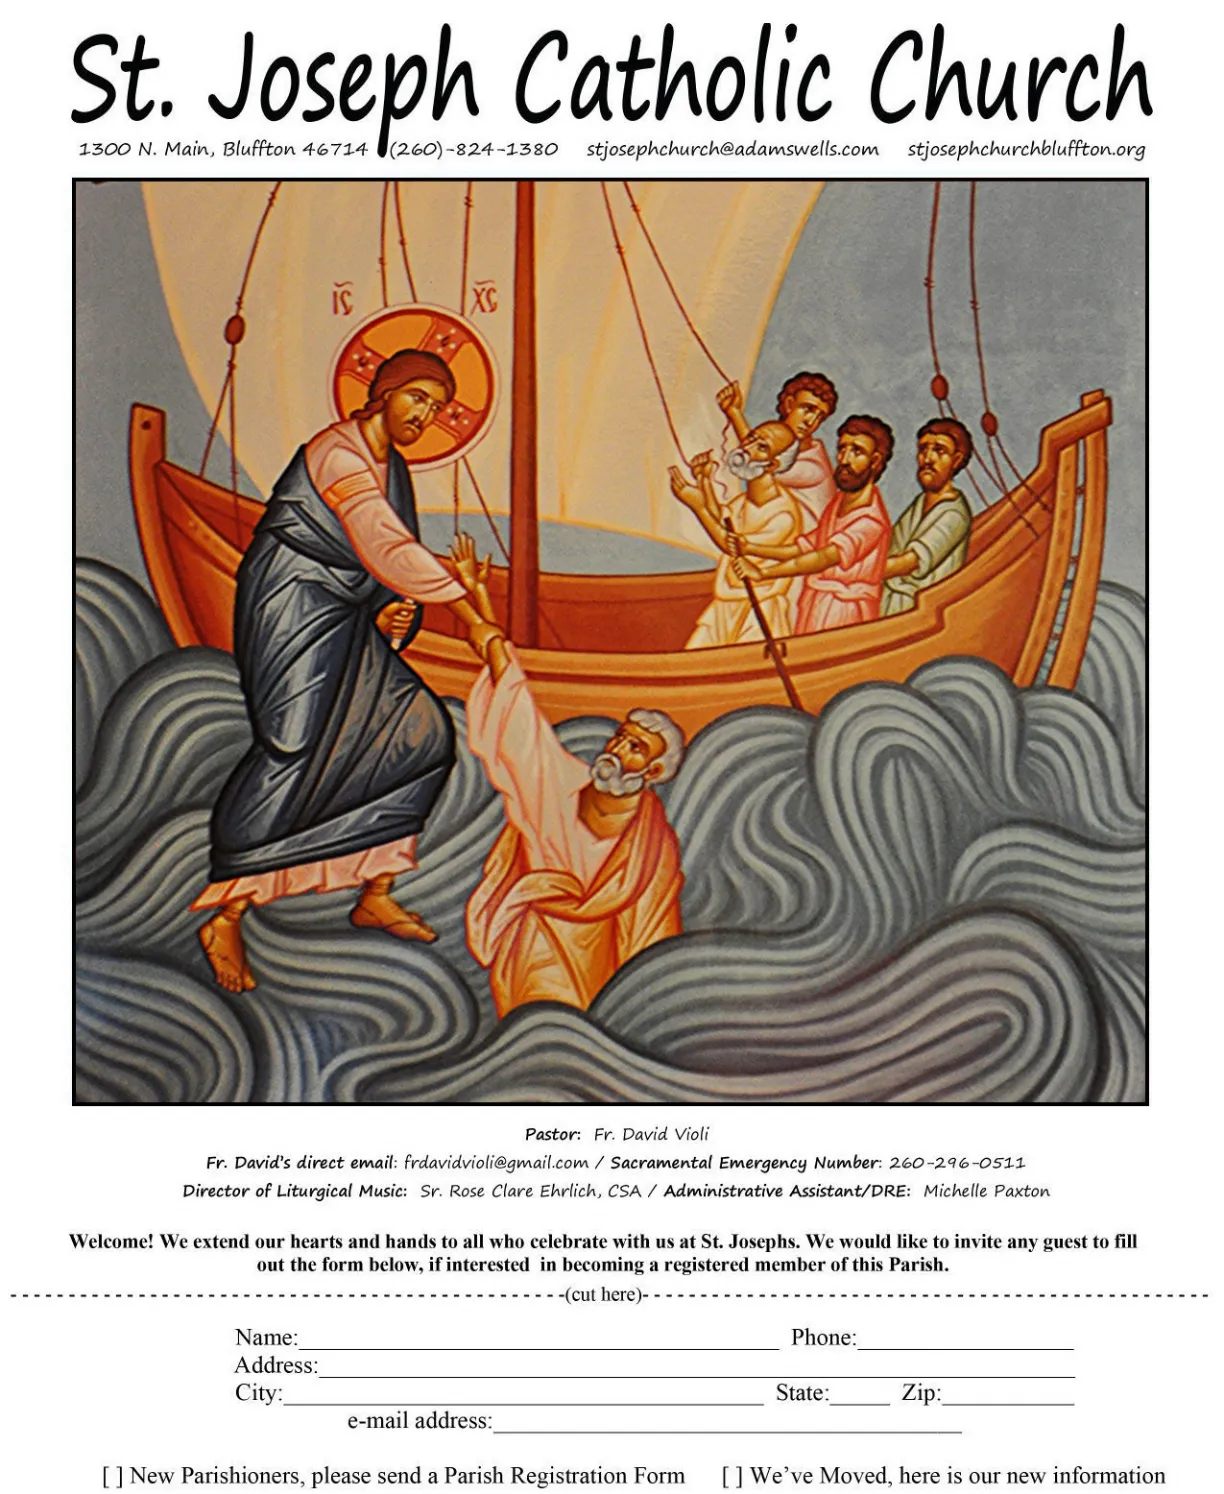 St. Joseph Catholic Church
1300 N. Main, Bluffton 46714 (260)-824-1380 stjosephchurch@adamswells.com stjosephchurchbluffton.org
ΙϹ ΧϹ
Pastor: Fr. David Violi
Fr. David's direct email: frdavidvioli@gmail.com / Sacramental Emergency Number: 260-296-0511
Director of Liturgical Music: Sr. Rose Clare Ehrlich, CSA / Administrative Assistant/DRE: Michelle Paxton
Welcome! We extend our hearts and hands to all who celebrate with us at St. Josephs. We would like to invite any guest to fill
out the form below, if interested in becoming a registered member of this Parish.
(cut here)
Name: Phone:
Address:
City: State: Zip:
e-mail address:
[ ] New Parishioners, please send a Parish Registration Form [ ] We've Moved, here is our new information